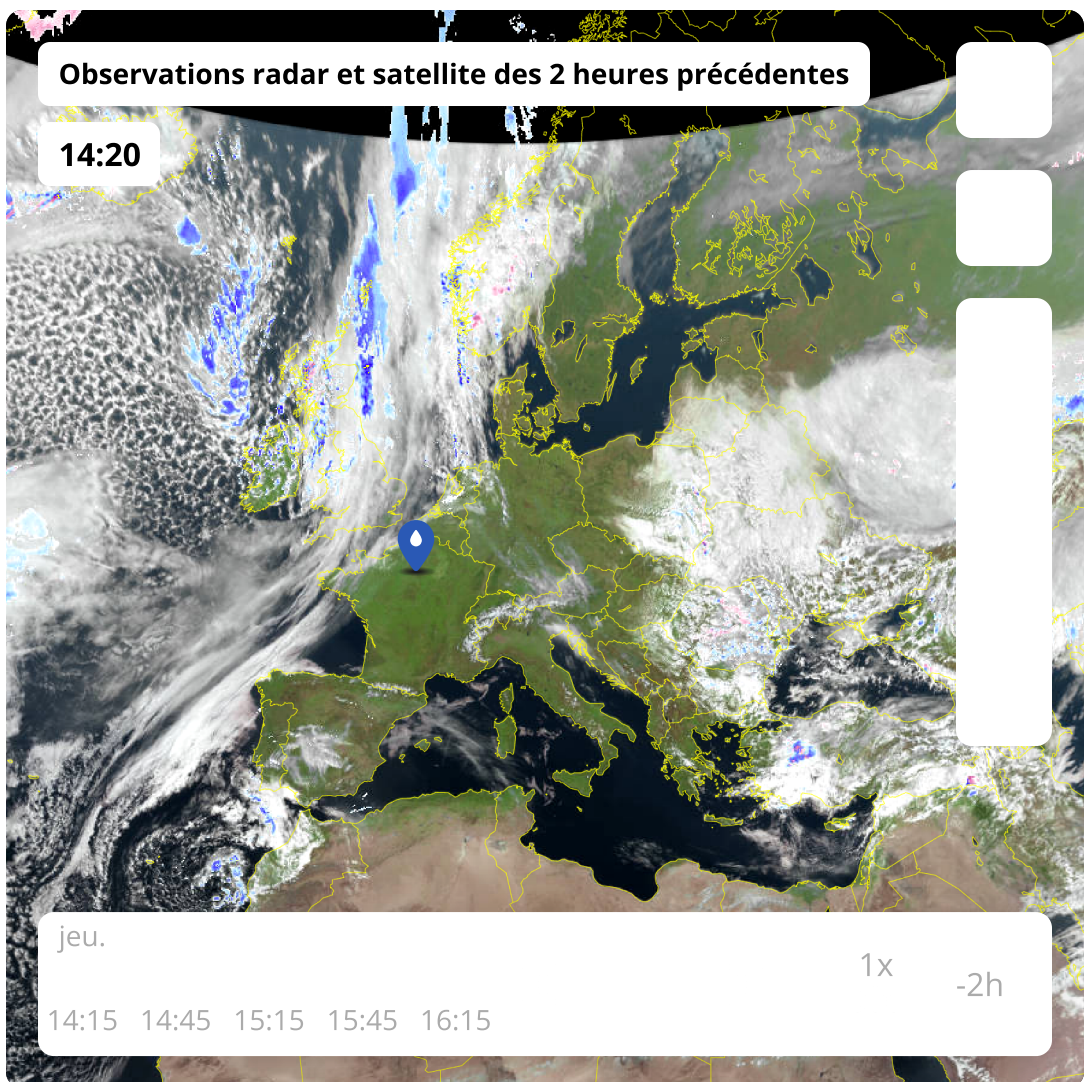 Observations radar et satellite des 2 heures précédentes
14:20
jeu.
1x
-2h
14:15 14:45 15:15 15:45 16:15